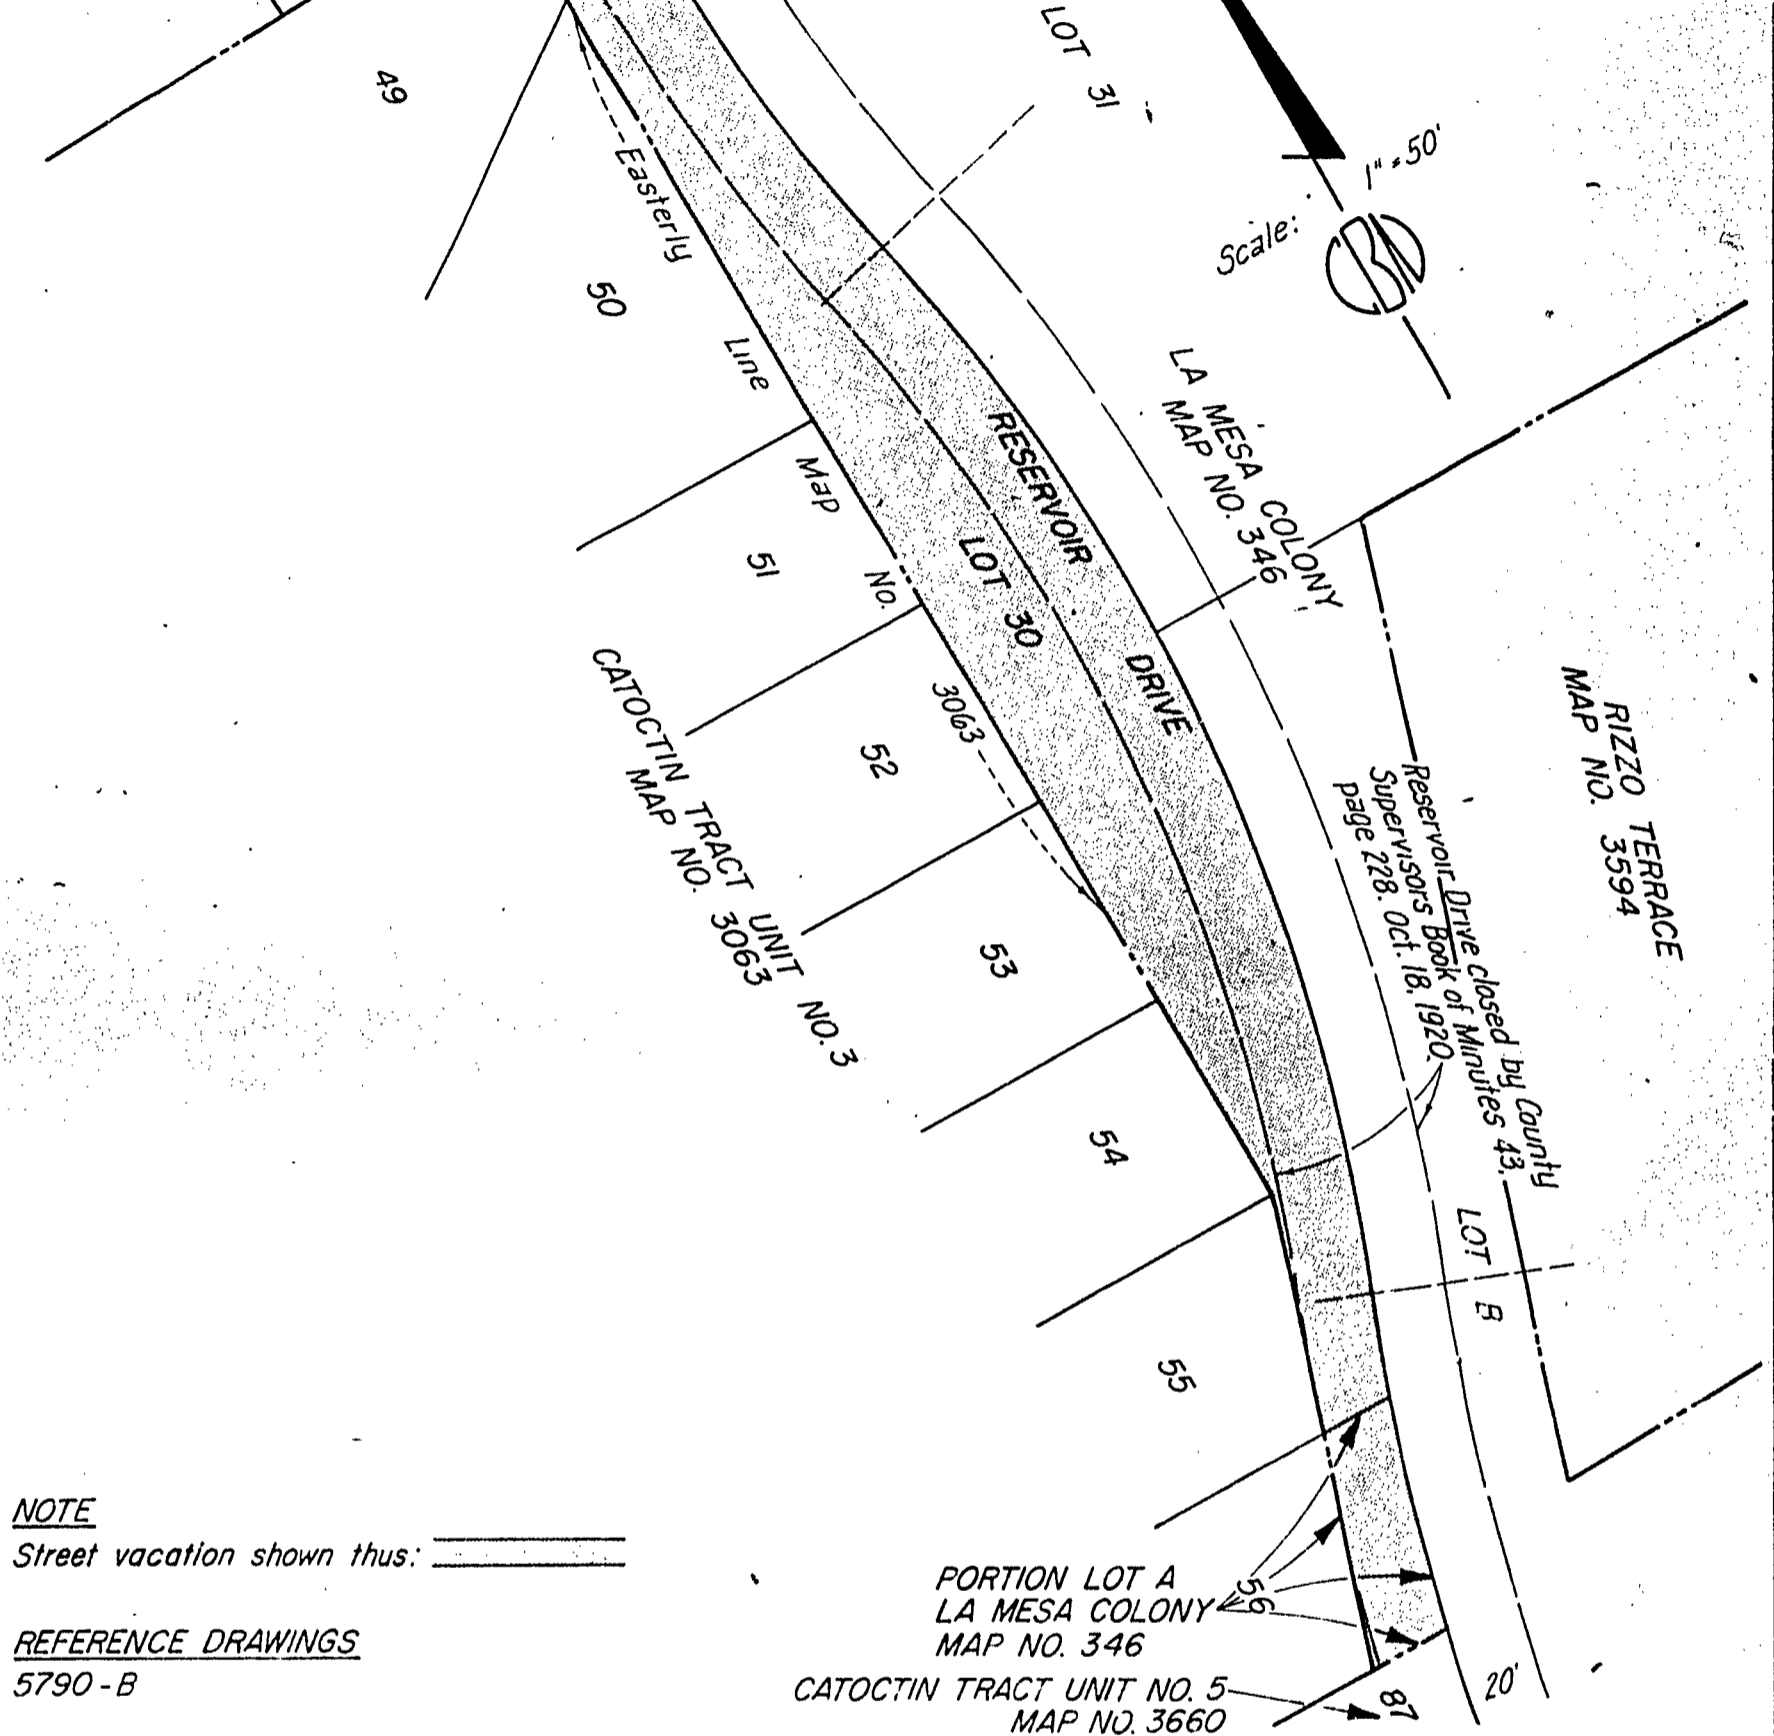 49
LOT 31
Scale: 1" = 50'
Easterly Line Map No. 3063
50
LA MESA COLONY
MAP NO. 346
RESERVOIR DRIVE
LOT 30
51
52
CATOCTIN TRACT UNIT NO. 3
MAP NO. 3063
RIZZO TERRACE
MAP NO. 3594
Reservoir Drive closed by County
Supervisors Book of Minutes 43,
page 228. Oct. 18, 1920.
53
54
LOT B
55
NOTE
Street vacation shown thus:
PORTION LOT A
LA MESA COLONY
MAP NO. 346
56
REFERENCE DRAWINGS
5790-B
CATOCTIN TRACT UNIT NO. 5
MAP NO. 3660
87
20'